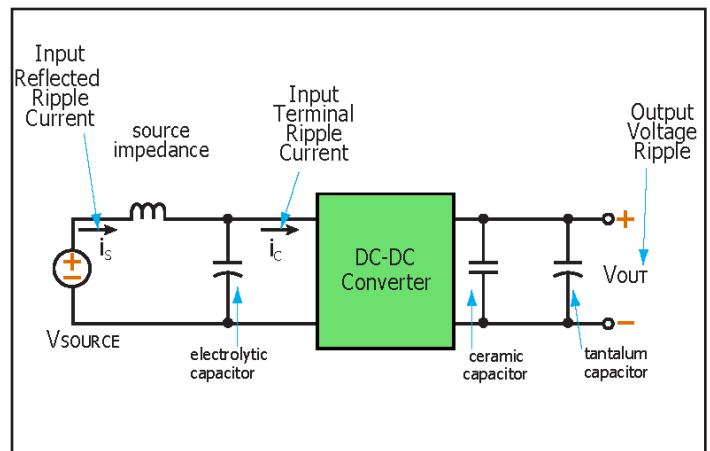 Input
Reflected
Ripple
Current
source
impedance
Input
Terminal
Ripple
Current
Output
Voltage
Ripple
iS
iC
+
−
DC-DC
Converter
+
VOUT
−
VSOURCE
electrolytic
capacitor
ceramic
capacitor
tantalum
capacitor